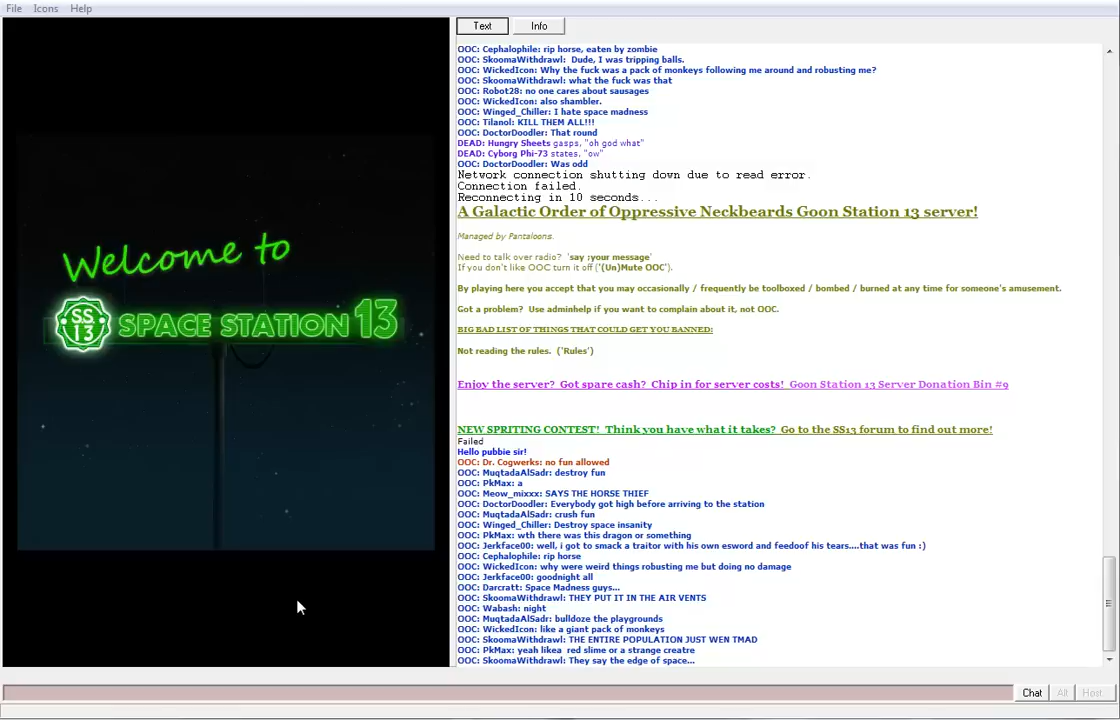 File Icons Help
Welcome to
S.S. 13 SPACE STATION 13
Text Info
OOC: Cephalophile: rip horse, eaten by zombie
OOC: SkoomaWithdrawl: Dude, I was tripping balls.
OOC: WickedIcon: Why the fuck was a pack of monkeys following me around and robusting me?
OOC: SkoomaWithdrawl: what the fuck was that
OOC: Robot28: no one cares about sausages
OOC: WickedIcon: also shambler.
OOC: Winged_Chiller: I hate space madness
OOC: Tilanol: KILL THEM ALL!!!
OOC: DoctorDoodler: That round
DEAD: Hungry Sheets gasps, "oh god what"
DEAD: Cyborg Phi-73 states, "ow"
OOC: DoctorDoodler: Was odd
Network connection shutting down due to read error.
Connection failed.
Reconnecting in 10 seconds...
A Galactic Order of Oppressive Neckbeards Goon Station 13 server!
Managed by Pantaloons.
Need to talk over radio? 'say ;your message'
If you don't like OOC turn it off ('(Un)Mute OOC').
By playing here you accept that you may occasionally / frequently be toolboxed / bombed / burned at any time for someone's amusement.
Got a problem? Use adminhelp if you want to complain about it, not OOC.
BIG BAD LIST OF THINGS THAT COULD GET YOU BANNED:
Not reading the rules. ('Rules')
Enjoy the server? Got spare cash? Chip in for server costs! Goon Station 13 Server Donation Bin #9
NEW SPRITING CONTEST! Think you have what it takes? Go to the SS13 forum to find out more!
Failed
Hello pubbie sir!
OOC: Dr. Cogwerks: no fun allowed
OOC: MuqtadaAlSadr: destroy fun
OOC: PkMax: a
OOC: Meow_mixxx: SAYS THE HORSE THIEF
OOC: DoctorDoodler: Everybody got high before arriving to the station
OOC: MuqtadaAlSadr: crush fun
OOC: Winged_Chiller: Destroy space insanity
OOC: PkMax: wth there was this dragon or something
OOC: Jerkface00: well, i got to smack a traitor with his own esword and feedoof his tears....that was fun :)
OOC: Cephalophile: rip horse
OOC: WickedIcon: why were weird things robusting me but doing no damage
OOC: Jerkface00: goodnight all
OOC: Darcratt: Space Madness guys...
OOC: SkoomaWithdrawl: THEY PUT IT IN THE AIR VENTS
OOC: Wabash: night
OOC: MuqtadaAlSadr: bulldoze the playgrounds
OOC: WickedIcon: like a giant pack of monkeys
OOC: SkoomaWithdrawl: THE ENTIRE POPULATION JUST WEN TMAD
OOC: PkMax: yeah likea red slime or a strange creatre
OOC: SkoomaWithdrawl: They say the edge of space...
Chat All Host